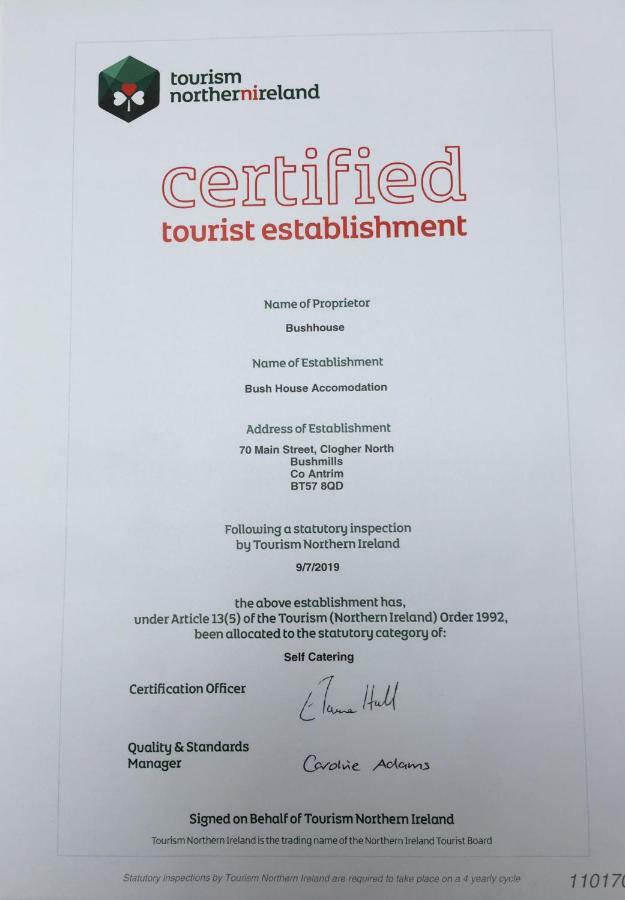 tourism
northernireland
certified
tourist establishment
Name of Proprietor
Bushhouse
Name of Establishment
Bush House Accomodation
Address of Establishment
70 Main Street, Clogher North
Bushmills
Co Antrim
BT57 8QD
Following a statutory inspection
by Tourism Northern Ireland
9/7/2019
the above establishment has,
under Article 13(5) of the Tourism (Northern Ireland) Order 1992,
been allocated to the statutory category of:
Self Catering
Certification Officer
Hull
Quality & Standards
Manager
Caroline Adams
Signed on Behalf of Tourism Northern Ireland
Tourism Northern Ireland is the trading name of the Northern Ireland Tourist Board
Statutory inspections by Tourism Northern Ireland are required to take place on a 4 yearly cycle